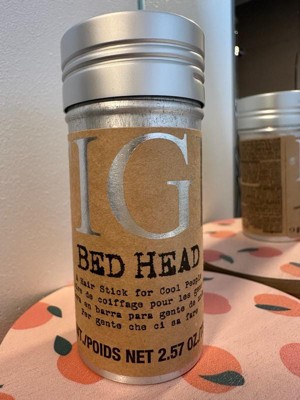 IG
BED HEAD
Hair Stick for Cool People
de coiffage pour les
en barra para gente de
Per gente che ci sa fare
./POIDS NET 2.57 OZ.